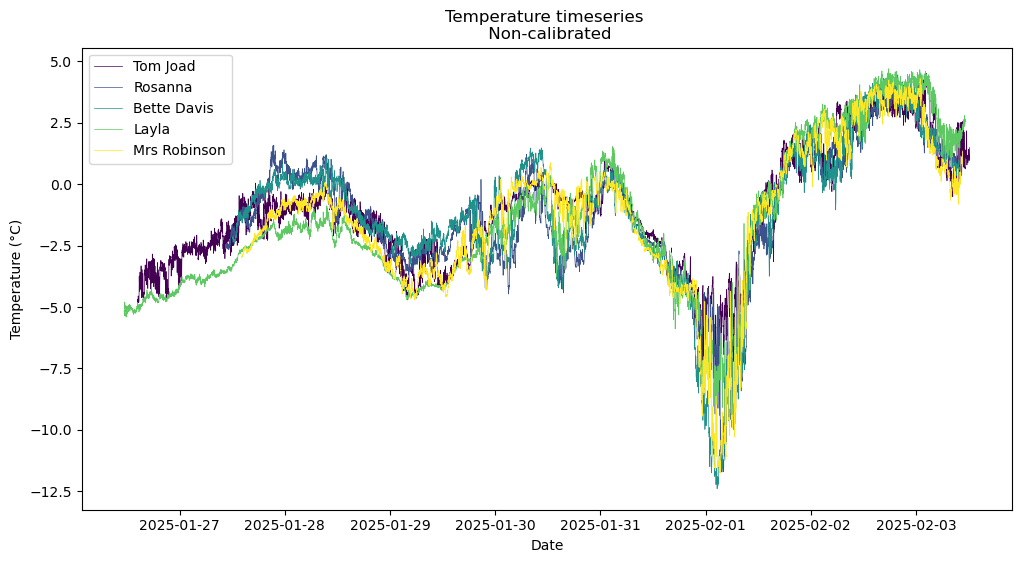 Temperature timeseries
Non-calibrated
Tom Joad
Rosanna
Bette Davis
Layla
Mrs Robinson
Temperature (°C)
5.0
2.5
0.0
−2.5
−5.0
−7.5
−10.0
−12.5
2025-01-27 2025-01-28 2025-01-29 2025-01-30 2025-01-31 2025-02-01 2025-02-02 2025-02-03
Date